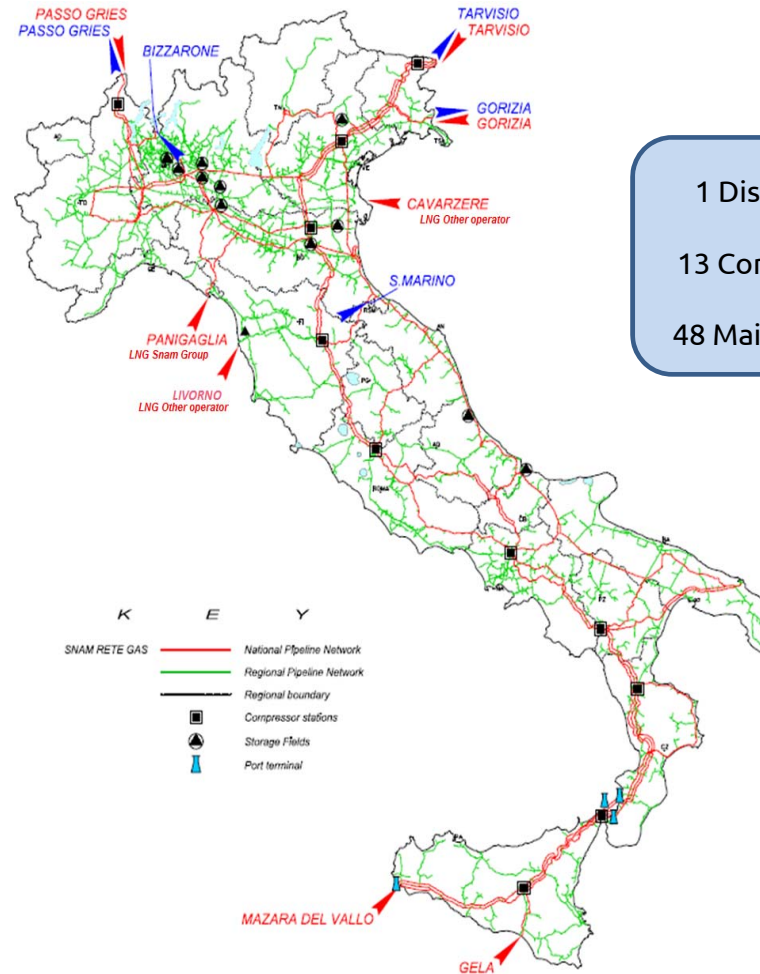 PASSO GRIES
PASSO GRIES
BIZZARONE
TARVISIO
TARVISIO
GORIZIA
GORIZIA
CAVARZERE
LNG Other operator
S.MARINO
PANIGAGLIA
LNG Snam Group
LIVORNO
LNG Other operator
1 Dis
13 Cor
48 Mai
ROMA
K E Y
SNAM RETE GAS
National Pipeline Network
Regional Pipeline Network
Regional boundary
Compressor stations
Storage Fields
Port terminal
MAZARA DEL VALLO
GELA